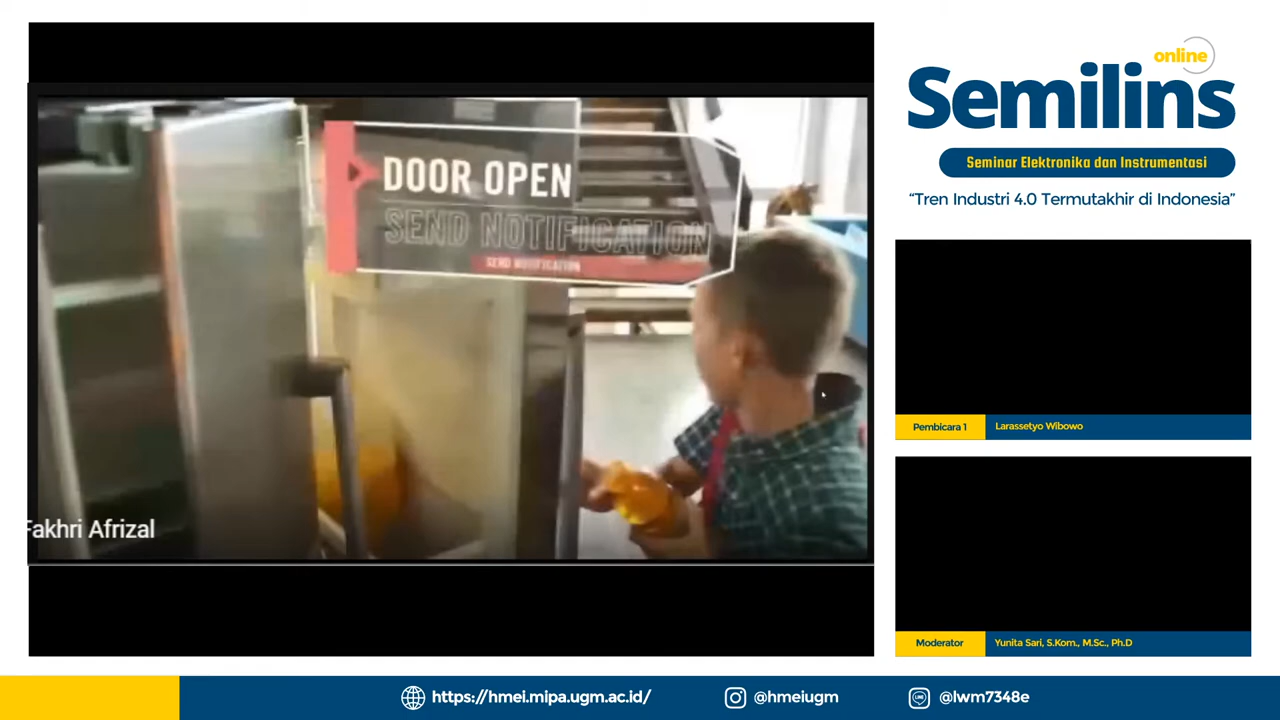 online
Semilins
Seminar Elektronika dan Instrumentasi
“Tren Industri 4.0 Termutakhir di Indonesia”
DOOR OPEN
SEND NOTIFICATION
SEND NOTIFICATION
Fakhri Afrizal
Pembicara 1
Larassetyo Wibowo
Moderator
Yunita Sari, S.Kom., M.Sc., Ph.D
https://hmei.mipa.ugm.ac.id/
@hmeiugm
LINE
@lwm7348e